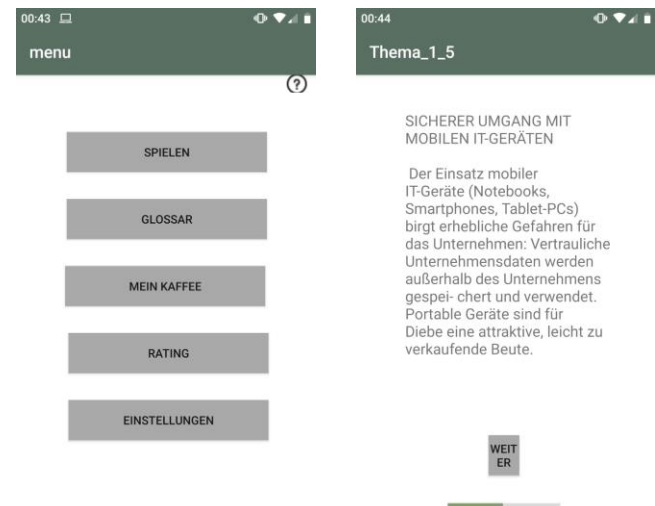 00:43
menu
?
SPIELEN
GLOSSAR
MEIN KAFFEE
RATING
EINSTELLUNGEN
00:44
Thema_1_5
SICHERER UMGANG MIT
MOBILEN IT-GERÄTEN
Der Einsatz mobiler
IT-Geräte (Notebooks,
Smartphones, Tablet-PCs)
birgt erhebliche Gefahren für
das Unternehmen: Vertrauliche
Unternehmensdaten werden
außerhalb des Unternehmens
gespei- chert und verwendet.
Portable Geräte sind für
Diebe eine attraktive, leicht zu
verkaufende Beute.
WEIT
ER